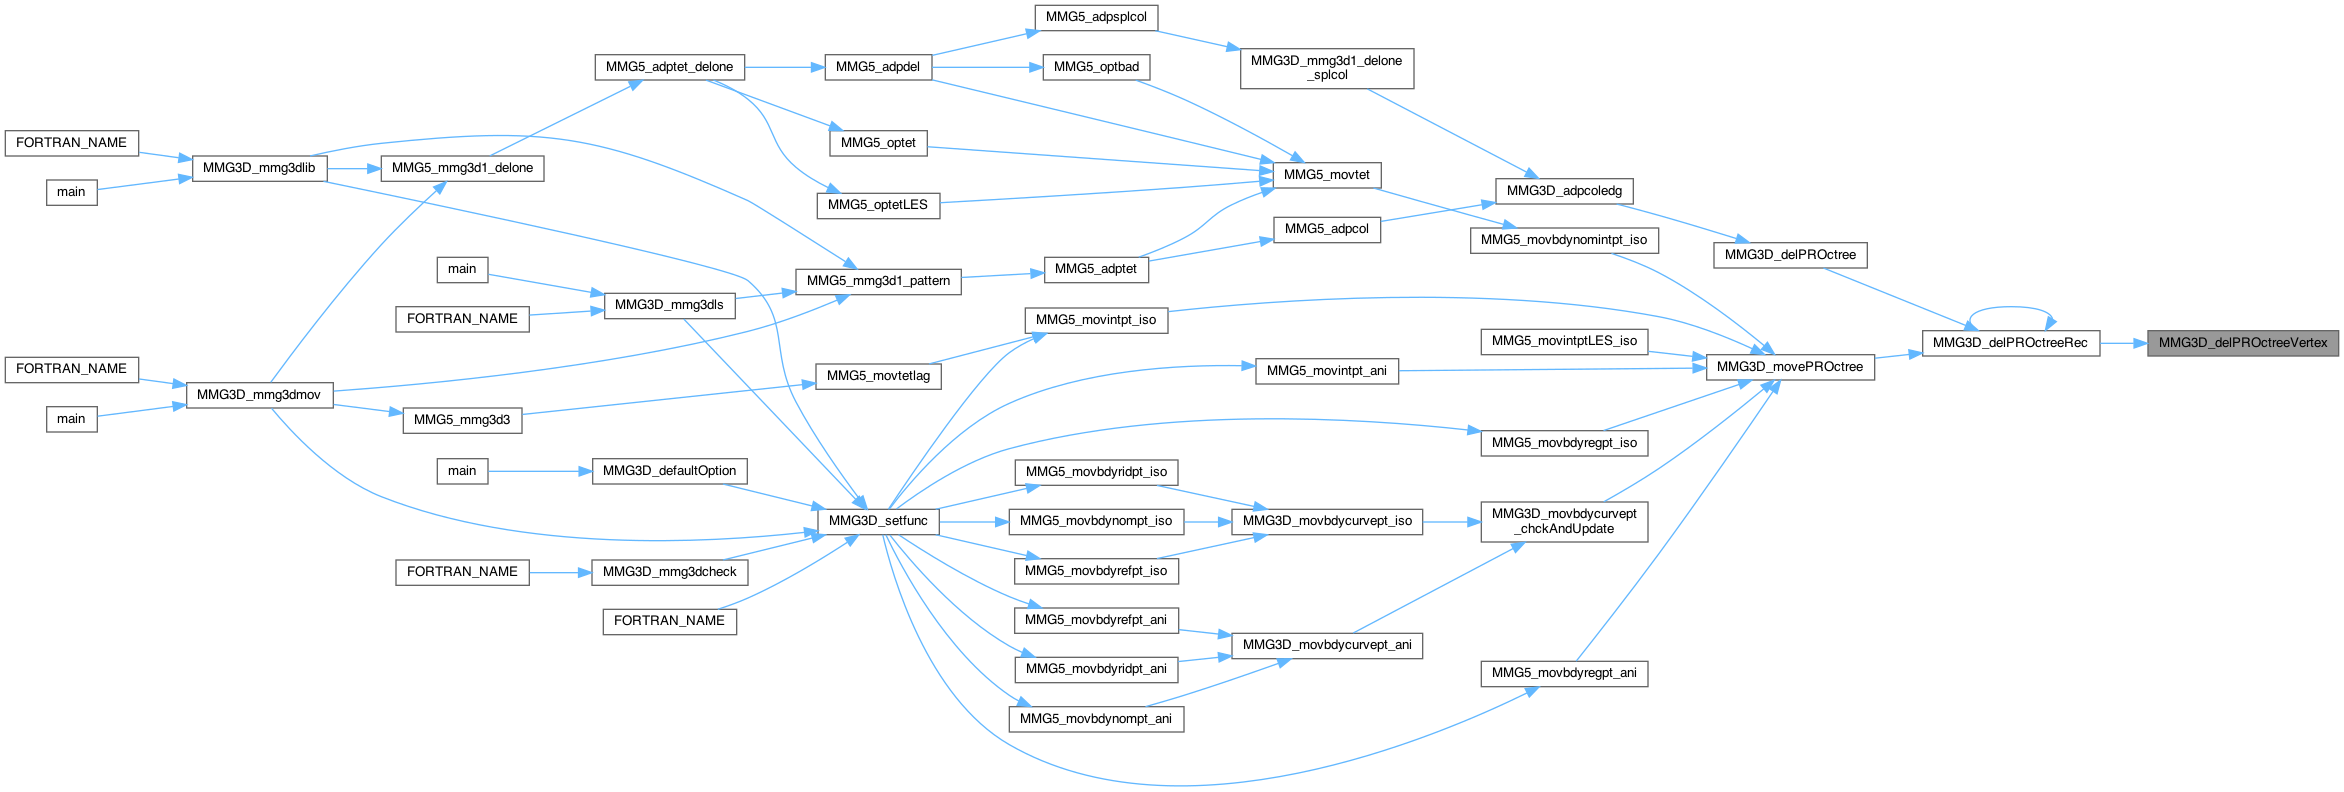 MMG5_adpsplcol
MMG5_adptet_delone
MMG5_adpdel
MMG5_optbad
MMG3D_mmg3d1_delone
_splcol
FORTRAN_NAME
MMG3D_mmg3dlib
MMG5_mmg3d1_delone
MMG5_optet
main
MMG5_optetLES
MMG5_movtet
MMG3D_adpcoledg
MMG5_adpcol
MMG5_movbdynomintpt_iso
MMG3D_delPROctree
main
MMG5_mmg3d1_pattern
MMG5_adptet
FORTRAN_NAME
MMG3D_mmg3dls
MMG5_movintpt_iso
MMG5_movintptLES_iso
MMG3D_delPROctreeRec
MMG3D_delPROctreeVertex
FORTRAN_NAME
MMG3D_mmg3dmov
main
MMG5_mmg3d3
MMG5_movtetlag
MMG5_movintpt_ani
MMG3D_movePROctree
MMG5_movbdyregpt_iso
main
MMG3D_defaultOption
MMG5_movbdyridpt_iso
MMG3D_setfunc
MMG5_movbdynompt_iso
MMG3D_movbdycurvept_iso
MMG3D_movbdycurvept
_chckAndUpdate
FORTRAN_NAME
MMG3D_mmg3dcheck
MMG5_movbdyrefpt_iso
FORTRAN_NAME
MMG5_movbdyrefpt_ani
MMG3D_movbdycurvept_ani
MMG5_movbdyridpt_ani
MMG5_movbdyregpt_ani
MMG5_movbdynompt_ani